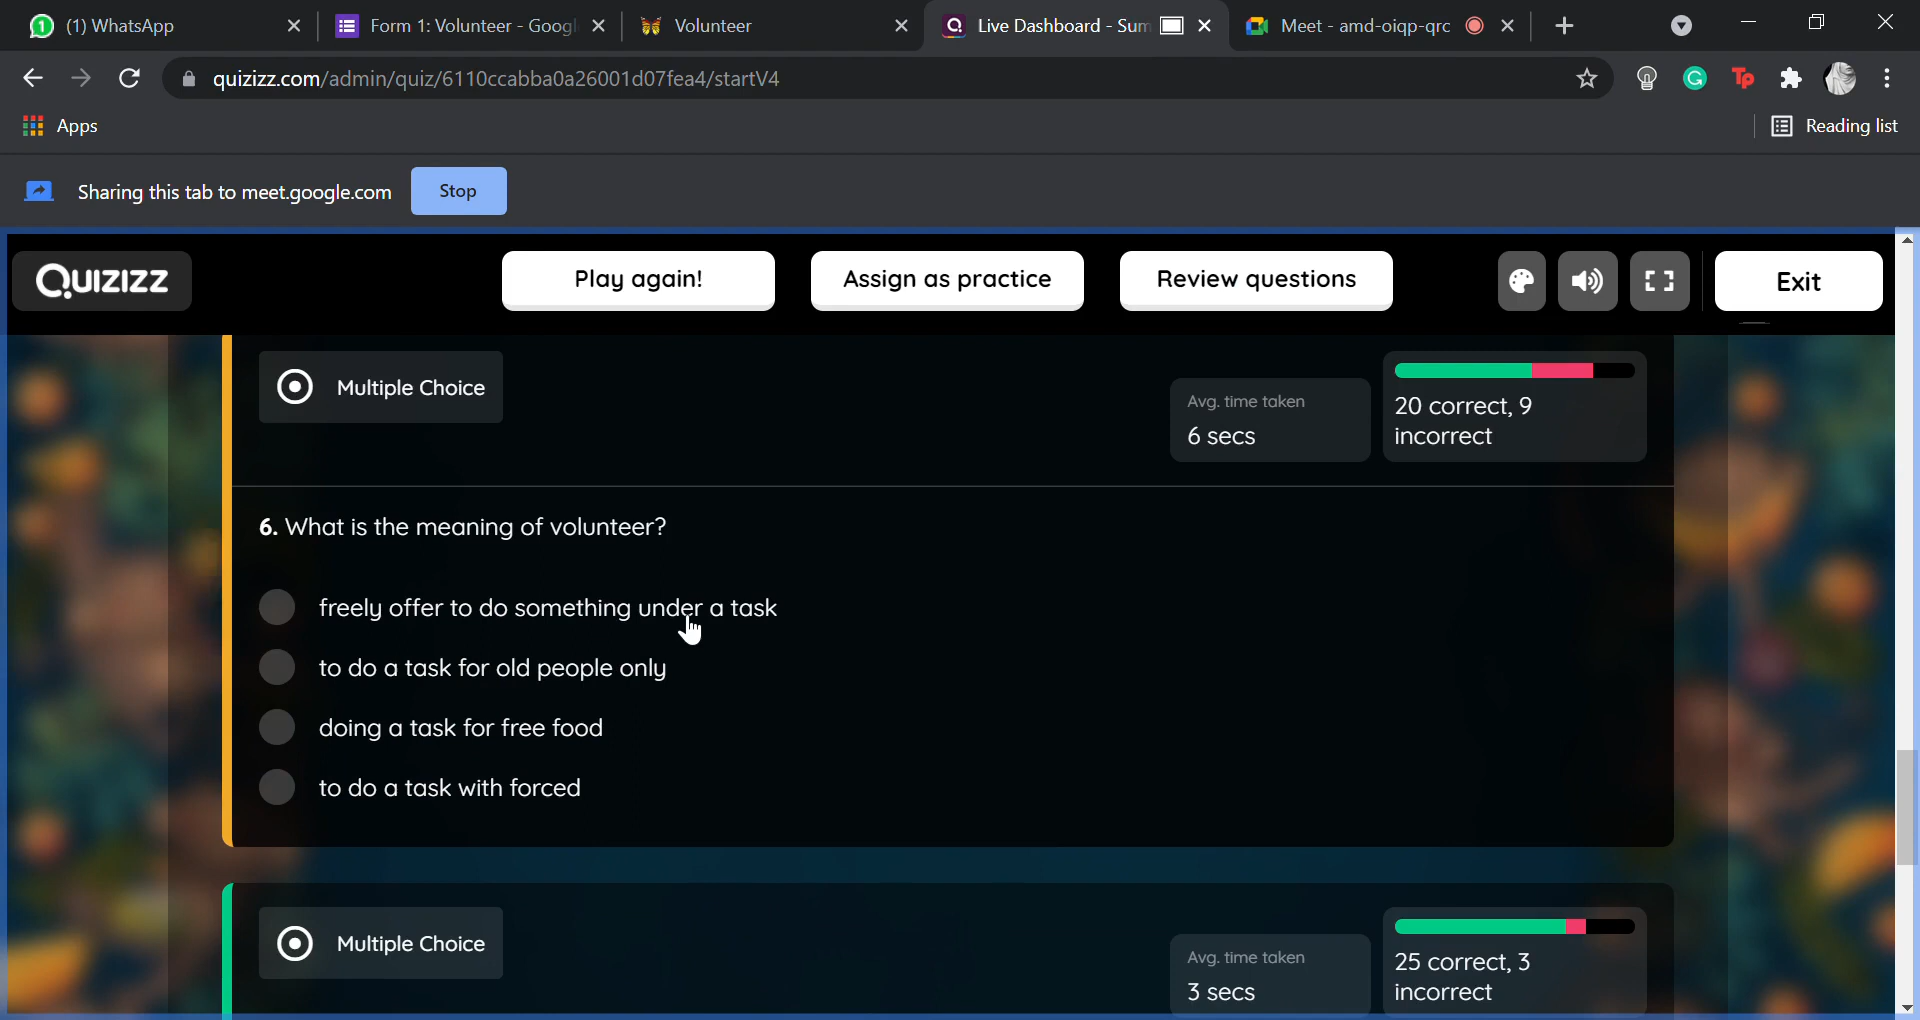 (1) WhatsApp
Form 1: Volunteer - Googl
Volunteer
Live Dashboard - Sum
Meet - amd-oiqp-qrc
quizizz.com/admin/quiz/6110ccabba0a26001d07fea4/startV4
Apps
Reading list
Sharing this tab to meet.google.com
Stop
QUIZIZZ
Play again!
Assign as practice
Review questions
Exit
Multiple Choice
Avg. time taken
6 secs
20 correct, 9
incorrect
6. What is the meaning of volunteer?
freely offer to do something under a task
to do a task for old people only
doing a task for free food
to do a task with forced
Multiple Choice
Avg. time taken
3 secs
25 correct, 3
incorrect